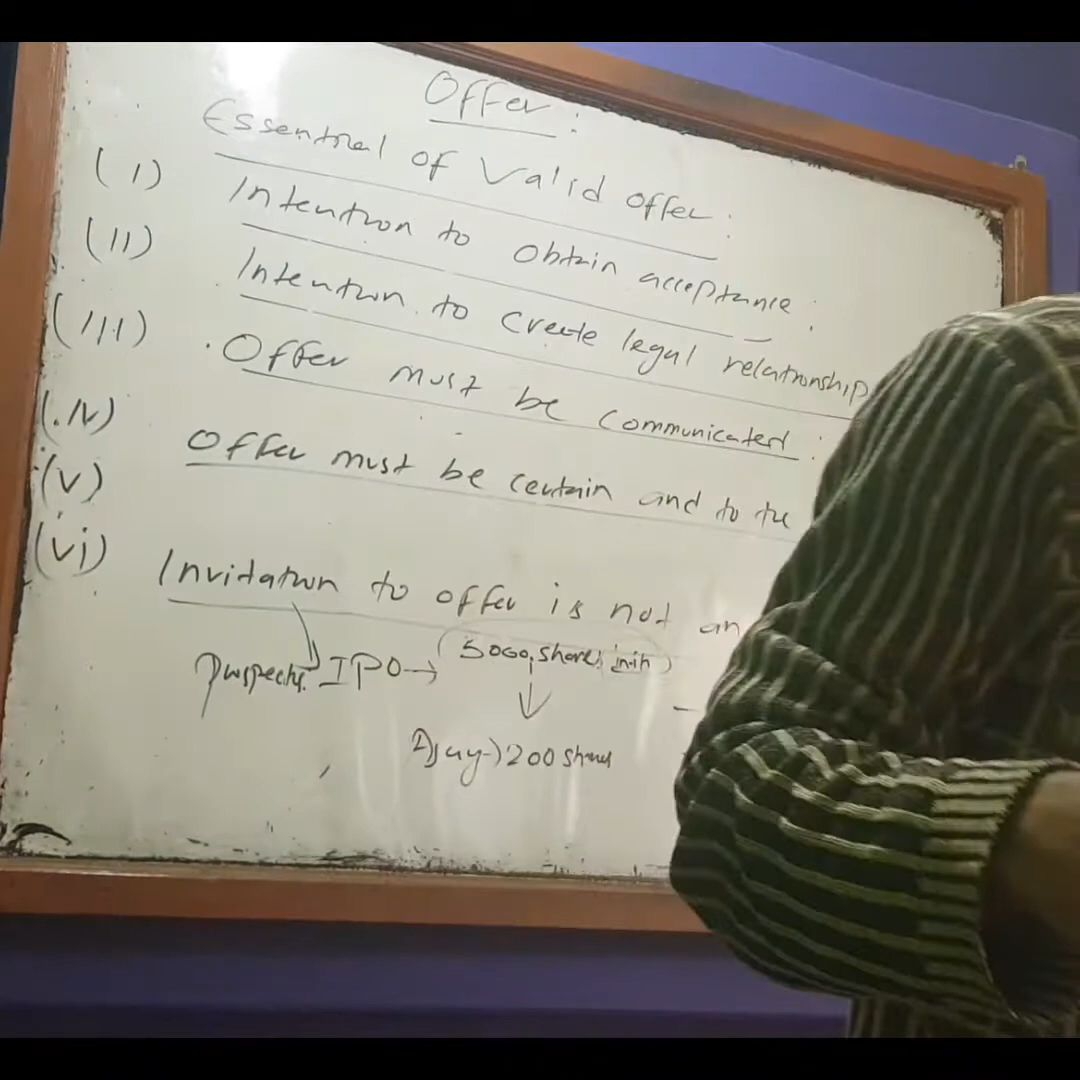 Offer:
Essential of Valid offer:
(I) Intention to obtain acceptance:
(II) Intention to create legal relationship
(III) Offer must be communicated:
(IV) Offer must be certain and to the
(V)
(VI) Invitation to offer is not an
IPO → (5000 shares)
Ajay → 200 shares